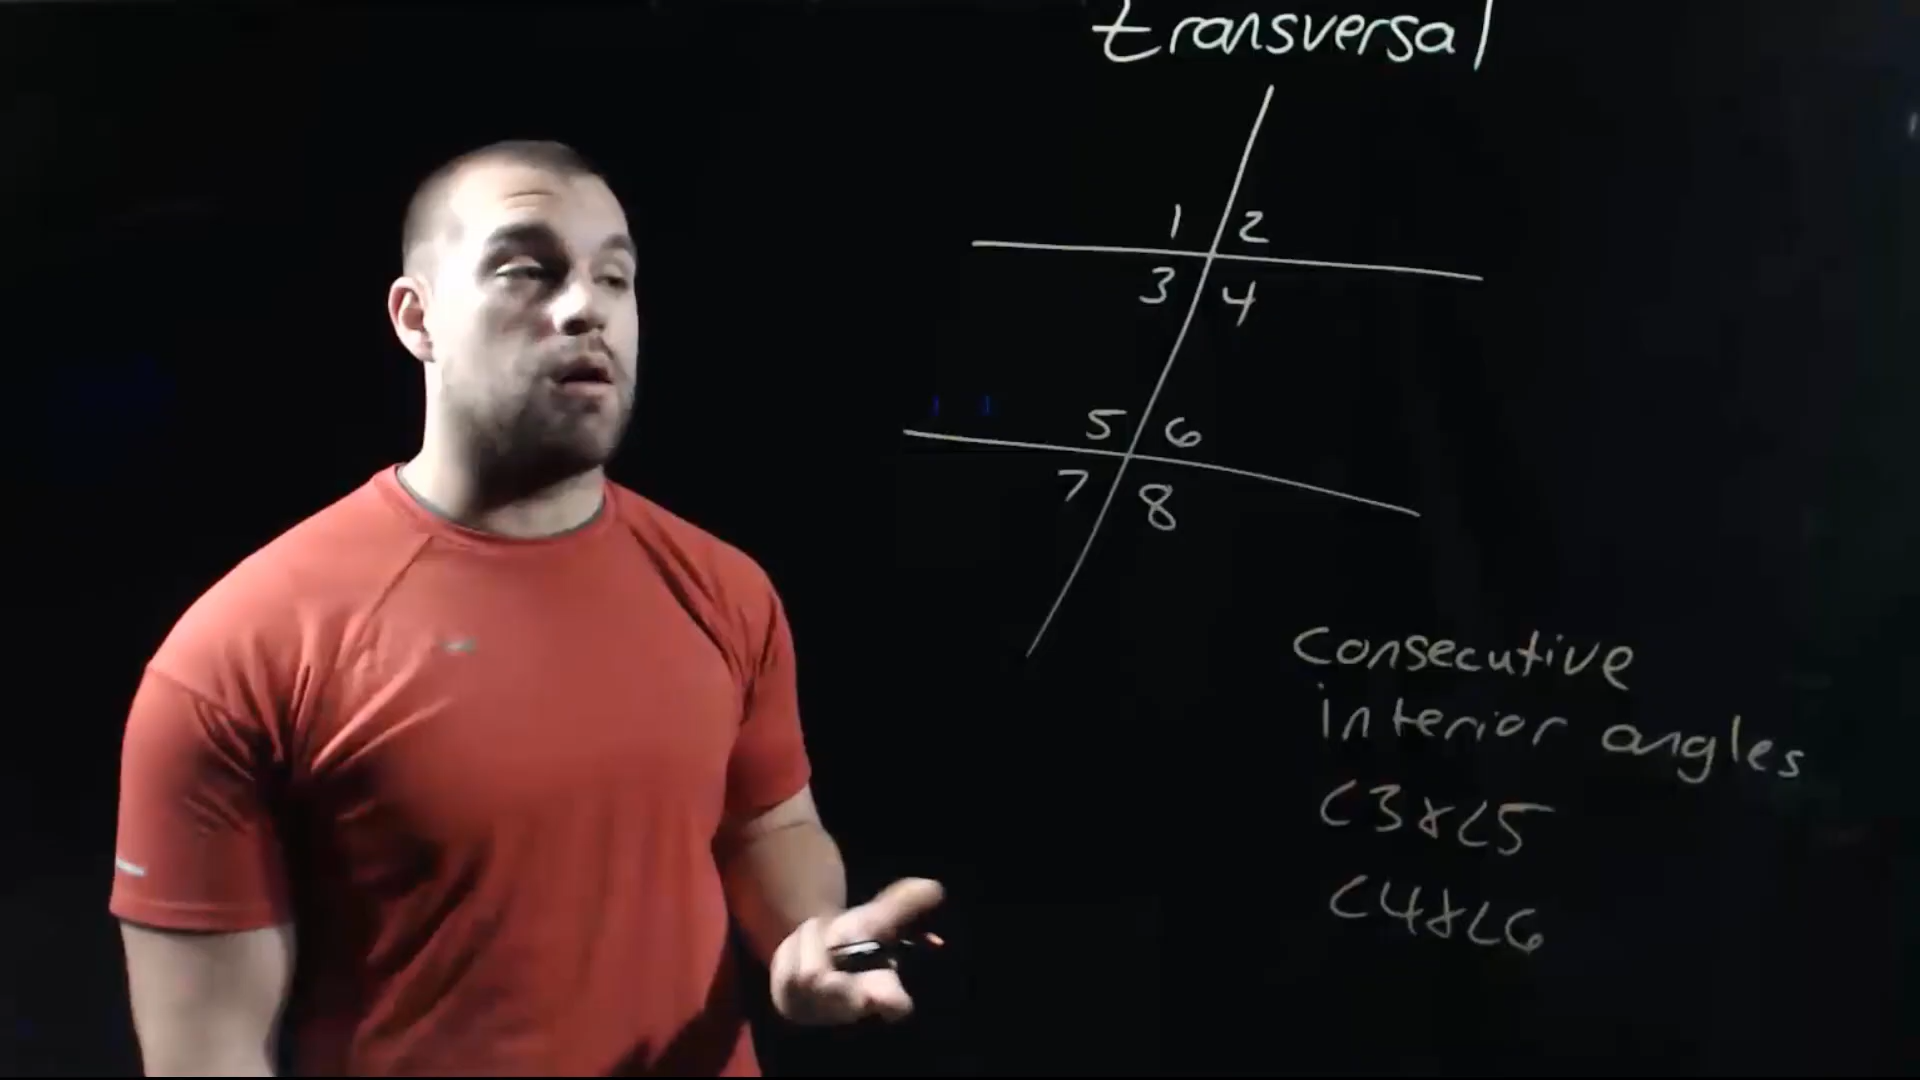 transversal
1 2
3 4
5 6
7 8
consecutive
interior angles
<3 & <5
<4 & <6